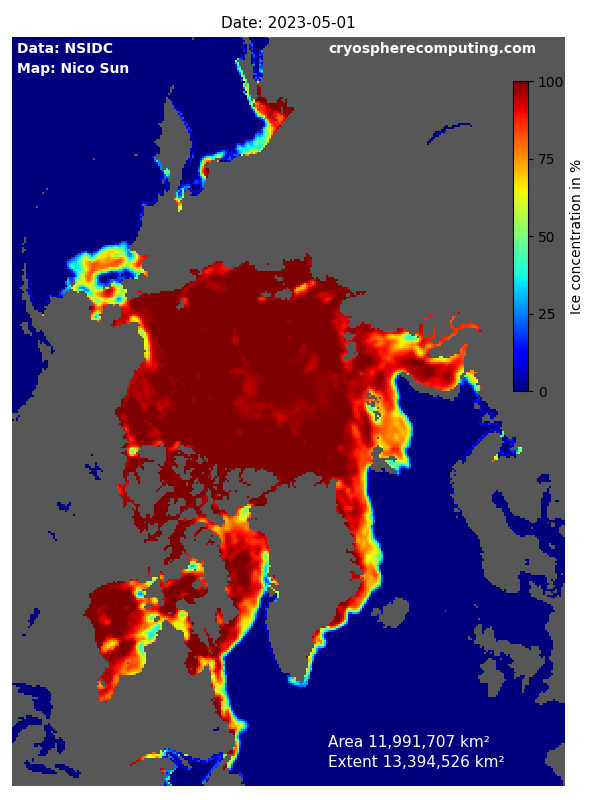 Date: 2023-05-01
Data: NSIDC
Map: Nico Sun
cryospherecomputing.com
100
75
50
25
0
Ice concentration in %
Area 11,991,707 km²
Extent 13,394,526 km²